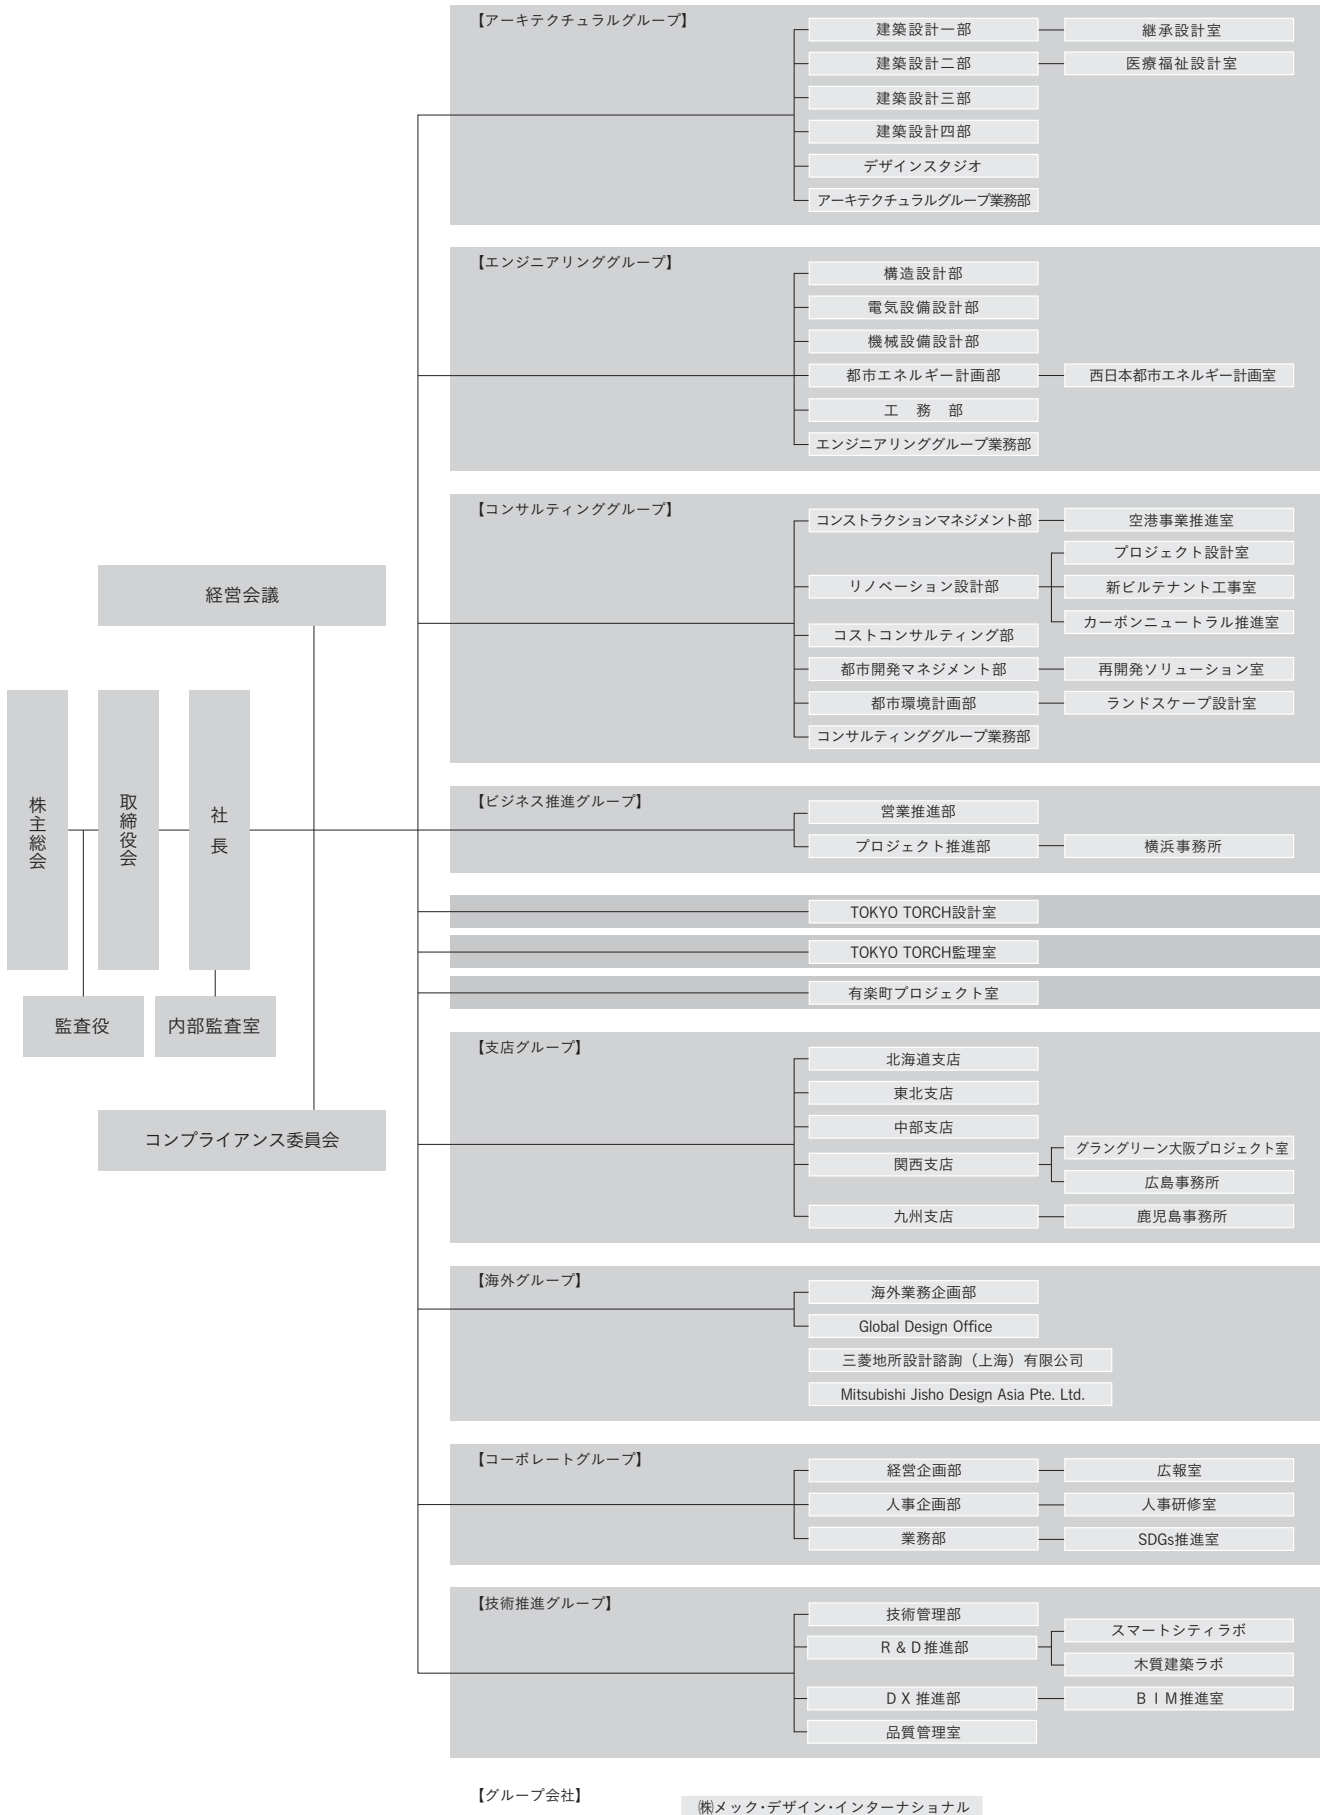 【アーキテクチュラルグループ】
建築設計一部
継承設計室
建築設計二部
医療福祉設計室
建築設計三部
建築設計四部
デザインスタジオ
アーキテクチュラルグループ業務部
【エンジニアリンググループ】
構造設計部
電気設備設計部
機械設備設計部
都市エネルギー計画部
西日本都市エネルギー計画室
工　務　部
エンジニアリンググループ業務部
【コンサルティンググループ】
コンストラクションマネジメント部
空港事業推進室
リノベーション設計部
プロジェクト設計室
新ビルテナント工事室
カーボンニュートラル推進室
コストコンサルティング部
都市開発マネジメント部
再開発ソリューション室
都市環境計画部
ランドスケープ設計室
コンサルティンググループ業務部
経営会議
株主総会
取締役会
社長
監査役
内部監査室
コンプライアンス委員会
【ビジネス推進グループ】
営業推進部
プロジェクト推進部
横浜事務所
TOKYO TORCH設計室
TOKYO TORCH監理室
有楽町プロジェクト室
【支店グループ】
北海道支店
東北支店
中部支店
関西支店
グラングリーン大阪プロジェクト室
広島事務所
九州支店
鹿児島事務所
【海外グループ】
海外業務企画部
Global Design Office
三菱地所設計諮詢（上海）有限公司
Mitsubishi Jisho Design Asia Pte. Ltd.
【コーポレートグループ】
経営企画部
広報室
人事企画部
人事研修室
業務部
SDGs推進室
【技術推進グループ】
技術管理部
R & D推進部
スマートシティラボ
木質建築ラボ
DX推進部
BIM推進室
品質管理室
【グループ会社】
㈱メック・デザイン・インターナショナル